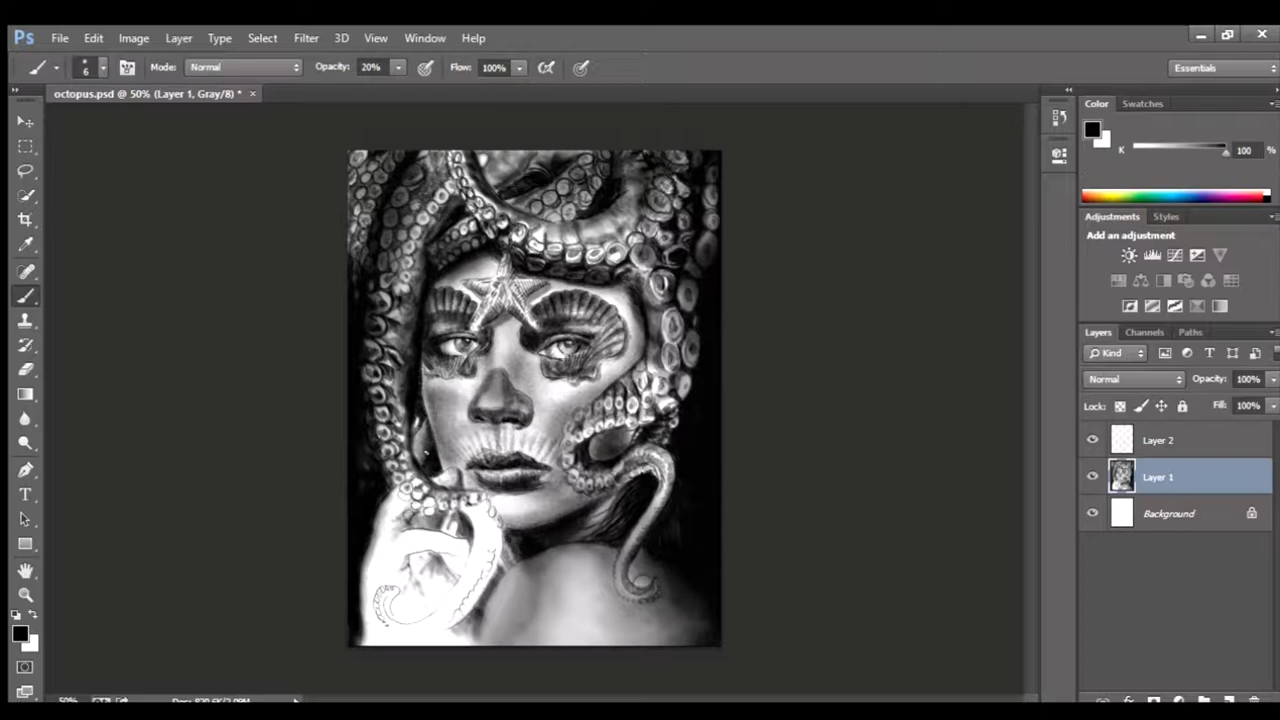 Ps File Edit Image Layer Type Select Filter 3D View Window Help
6 Mode: Normal Opacity: 20% Flow: 100% Essentials
octopus.psd @ 50% (Layer 1, Gray/8) *
Color Swatches
K 100 %
Adjustments Styles
Add an adjustment
Layers Channels Paths
Kind
Normal Opacity: 100%
Lock: Fill: 100%
Layer 2
Layer 1
Background
50%